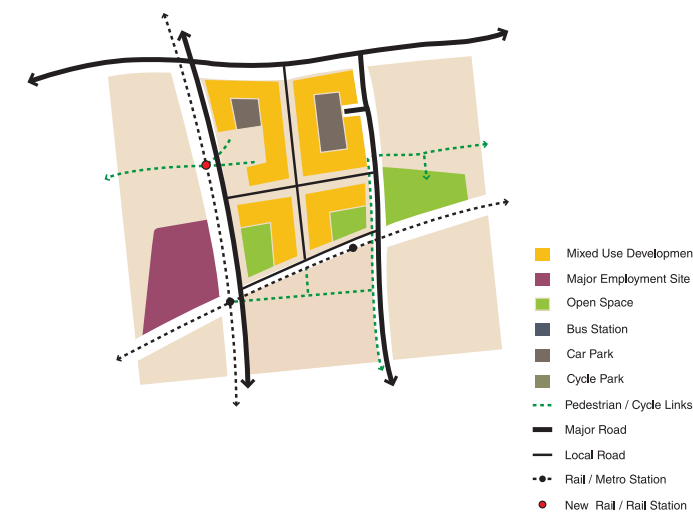 Mixed Use Developmen
Major Employment Site
Open Space
Bus Station
Car Park
Cycle Park
Pedestrian / Cycle Links
Major Road
Local Road
Rail / Metro Station
New Rail / Rail Station